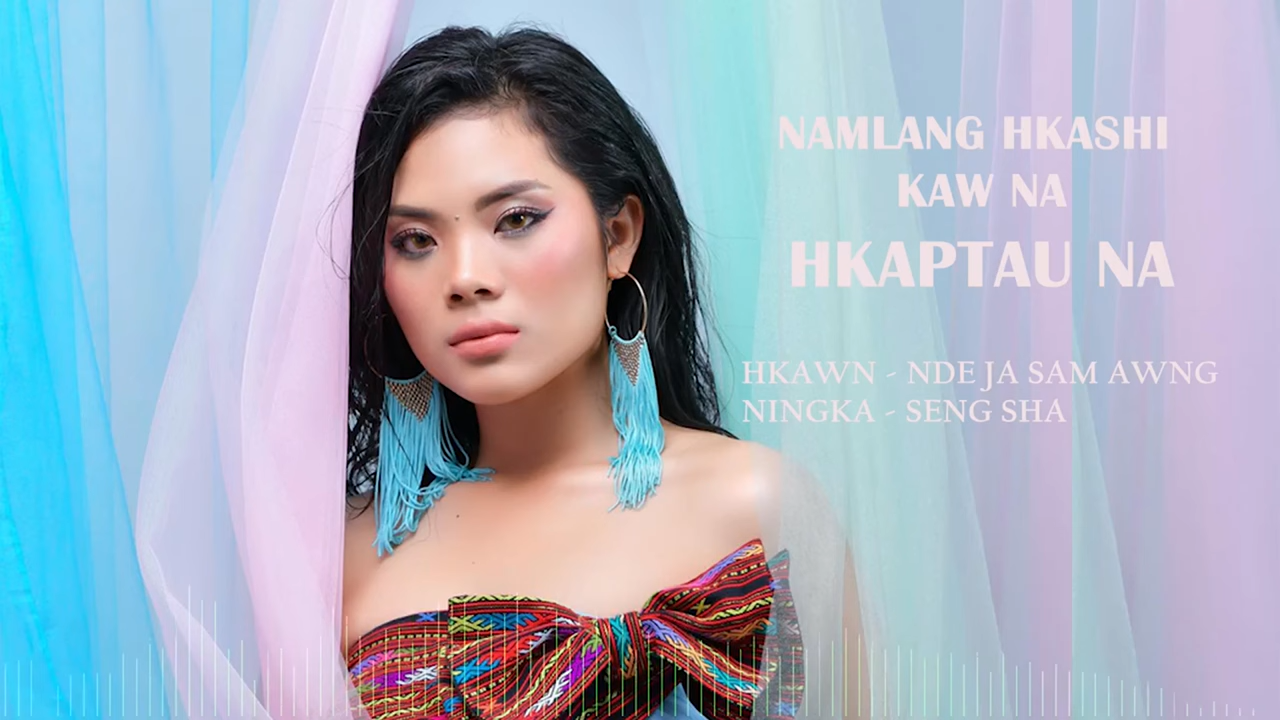 NAMLANG HKASHI
KAW NA
HKAPTAU NA
HKAWN - NDE JA SAM AWNG
NINGKA - SENG SHA